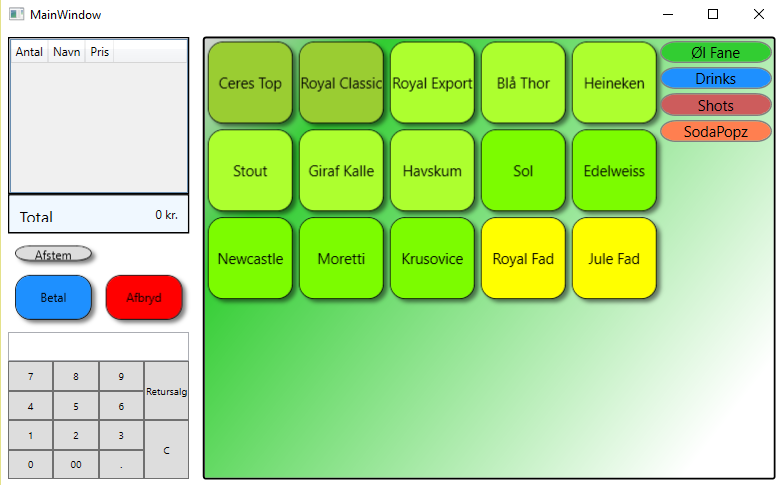 MainWindow
Antal Navn Pris
Total 0 kr.
Afstem
Betal Afbryd
7 8 9 Retursalg
4 5 6
1 2 3 C
0 00 .
Ceres Top Royal Classic Royal Export Blå Thor Heineken
Stout Giraf Kalle Havskum Sol Edelweiss
Newcastle Moretti Krusovice Royal Fad Jule Fad
Øl Fane
Drinks
Shots
SodaPopz